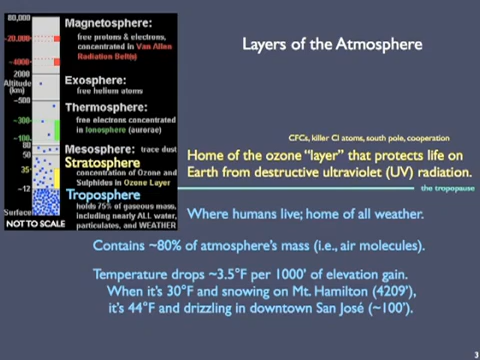 Layers of the Atmosphere
80,000
Magnetosphere:
free protons & electrons,
concentrated in Van Allen
Radiation Belt(s)
~20,000
~4000
2000
Altitude
(km)
~500
Exosphere:
free helium atoms
Thermosphere:
free electrons concentrated
in Ionosphere (aurorae)
~300
~100
80
Mesosphere: trace dust
50
Stratosphere
concentration of Ozone and
Sulphides in Ozone Layer
35
~12
Troposphere
holds 75% of gaseous mass,
including nearly ALL water,
particulates, and WEATHER
Surface
NOT TO SCALE
CFCs, killer Cl atoms, south pole, cooperation
Home of the ozone “layer” that protects life on
Earth from destructive ultraviolet (UV) radiation.
the tropopause
Where humans live; home of all weather.
Contains ~80% of atmosphere's mass (i.e., air molecules).
Temperature drops ~3.5°F per 1000' of elevation gain.
When it's 30°F and snowing on Mt. Hamilton (4209'),
it's 44°F and drizzling in downtown San José (~100').
3